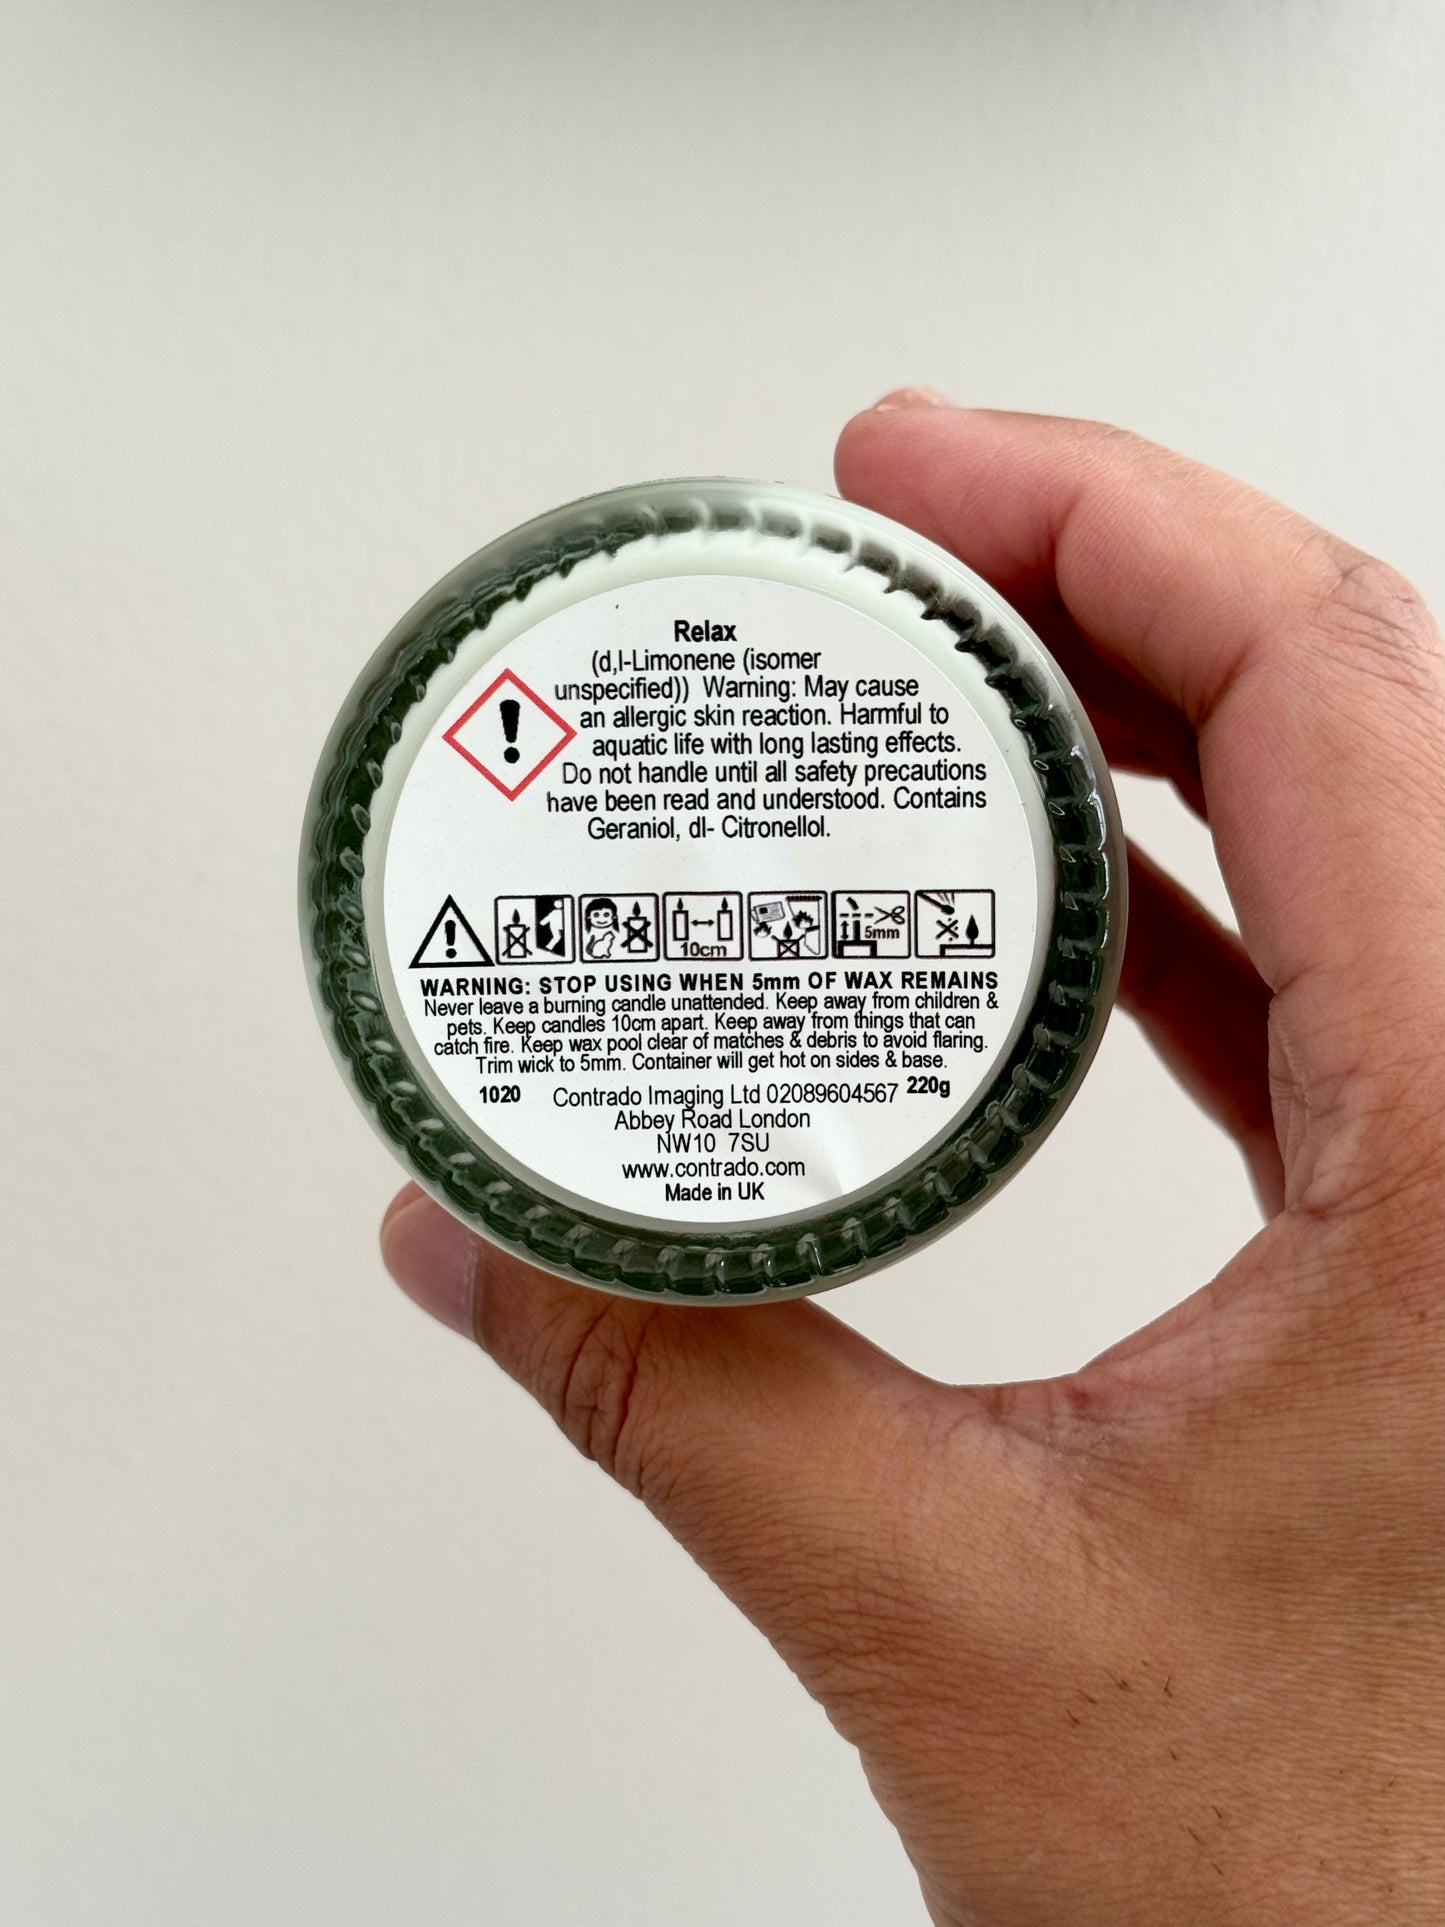 Relax
(d,l-Limonene (isomer
unspecified)) Warning: May cause
an allergic skin reaction. Harmful to
aquatic life with long lasting effects.
Do not handle until all safety precautions
have been read and understood. Contains
Geraniol, dl- Citronellol.
10cm
5mm
WARNING: STOP USING WHEN 5mm OF WAX REMAINS
Never leave a burning candle unattended. Keep away from children &
pets. Keep candles 10cm apart. Keep away from things that can
catch fire. Keep wax pool clear of matches & debris to avoid flaring.
Trim wick to 5mm. Container will get hot on sides & base.
1020 Contrado Imaging Ltd 02089604567 220g
Abbey Road London
NW10 7SU
www.contrado.com
Made in UK